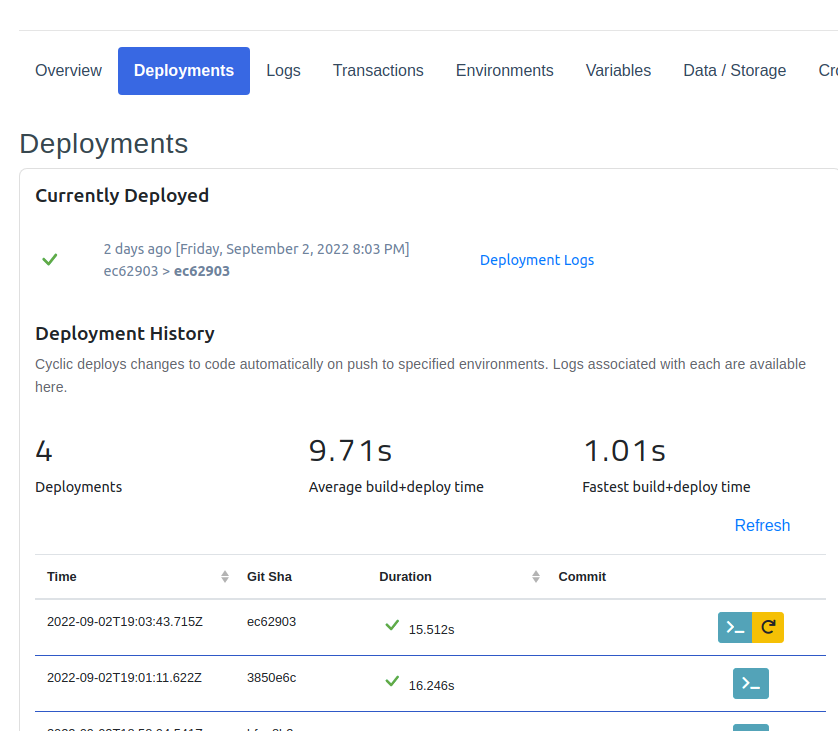 Overview Deployments Logs Transactions Environments Variables Data / Storage
Deployments
Currently Deployed
2 days ago [Friday, September 2, 2022 8:03 PM]
ec62903 > ec62903
Deployment Logs
Deployment History
Cyclic deploys changes to code automatically on push to specified environments. Logs associated with each are available
here.
4 9.71s 1.01s
Deployments Average build+deploy time Fastest build+deploy time
Refresh
Time Git Sha Duration Commit
2022-09-02T19:03:43.715Z ec62903 15.512s
2022-09-02T19:01:11.622Z 3850e6c 16.246s